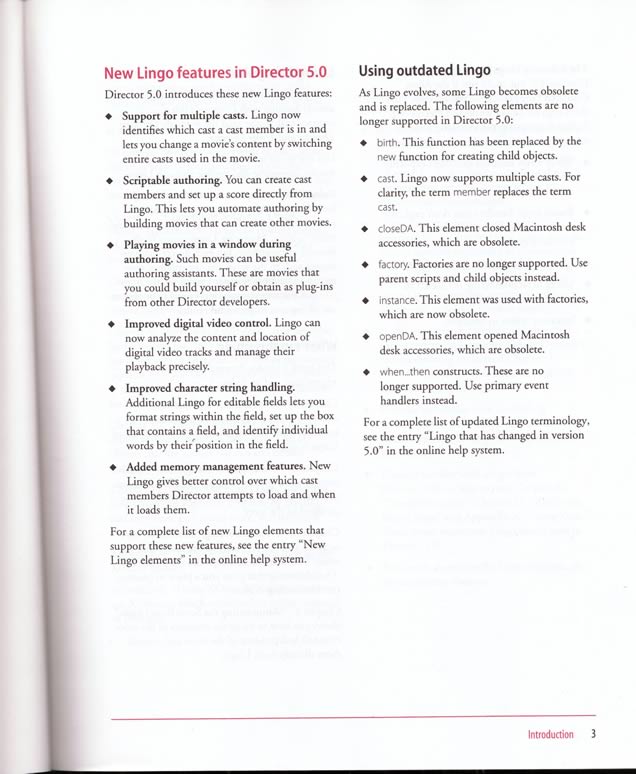 New Lingo features in Director 5.0
Director 5.0 introduces these new Lingo features:
◆ Support for multiple casts. Lingo now
identifies which cast a cast member is in and
lets you change a movie's content by switching
entire casts used in the movie.
◆ Scriptable authoring. You can create cast
members and set up a score directly from
Lingo. This lets you automate authoring by
building movies that can create other movies.
◆ Playing movies in a window during
authoring. Such movies can be useful
authoring assistants. These are movies that
you could build yourself or obtain as plug-ins
from other Director developers.
◆ Improved digital video control. Lingo can
now analyze the content and location of
digital video tracks and manage their
playback precisely.
◆ Improved character string handling.
Additional Lingo for editable fields lets you
format strings within the field, set up the box
that contains a field, and identify individual
words by their position in the field.
◆ Added memory management features. New
Lingo gives better control over which cast
members Director attempts to load and when
it loads them.
For a complete list of new Lingo elements that
support these new features, see the entry “New
Lingo elements” in the online help system.
Using outdated Lingo
As Lingo evolves, some Lingo becomes obsolete
and is replaced. The following elements are no
longer supported in Director 5.0:
◆ birth. This function has been replaced by the
new function for creating child objects.
◆ cast. Lingo now supports multiple casts. For
clarity, the term member replaces the term
cast.
◆ closeDA. This element closed Macintosh desk
accessories, which are obsolete.
◆ factory. Factories are no longer supported. Use
parent scripts and child objects instead.
◆ instance. This element was used with factories,
which are now obsolete.
◆ openDA. This element opened Macintosh
desk accessories, which are obsolete.
◆ when...then constructs. These are no
longer supported. Use primary event
handlers instead.
For a complete list of updated Lingo terminology,
see the entry “Lingo that has changed in version
5.0” in the online help system.
Introduction 3